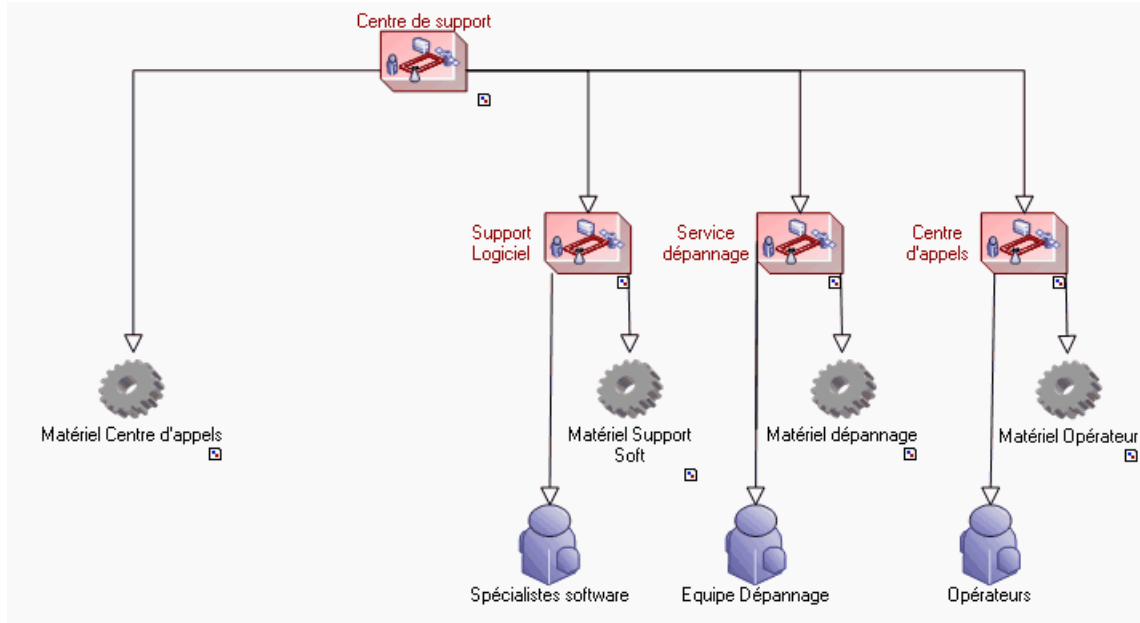 Centre de support
Support
Logiciel
Service
dépannage
Centre
d'appels
Matériel Centre d'appels
Matériel Support
Soft
Matériel dépannage
Matériel Opérateur
Spécialistes software
Equipe Dépannage
Opérateurs